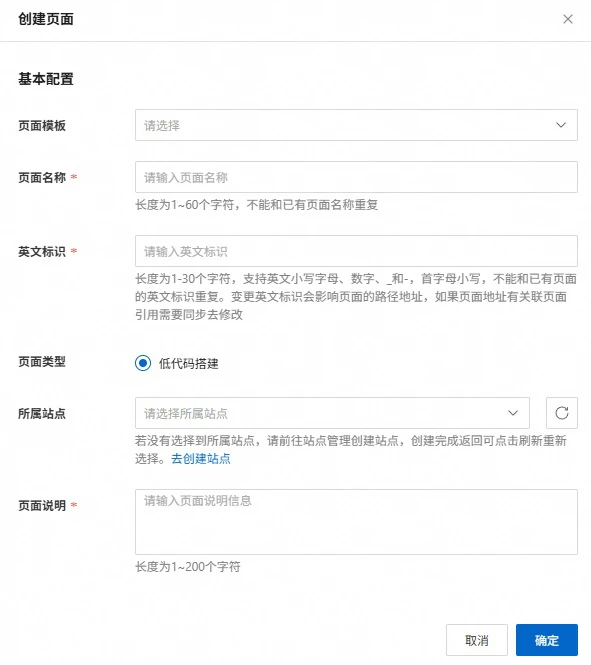 创建页面
基本配置
页面模板
请选择
页面名称 *
请输入页面名称
长度为1~60个字符，不能和已有页面名称重复
英文标识 *
请输入英文标识
长度为1-30个字符，支持英文小写字母、数字、_和-，首字母小写，不能和已有页面
的英文标识重复。变更英文标识会影响页面的路径地址，如果页面地址有关联页面
引用需要同步去修改
页面类型
低代码搭建
所属站点
请选择所属站点
若没有选择到所属站点，请前往站点管理创建站点，创建完成返回可点击刷新重新
选择。去创建站点
页面说明 *
请输入页面说明信息
长度为1~200个字符
取消
确定